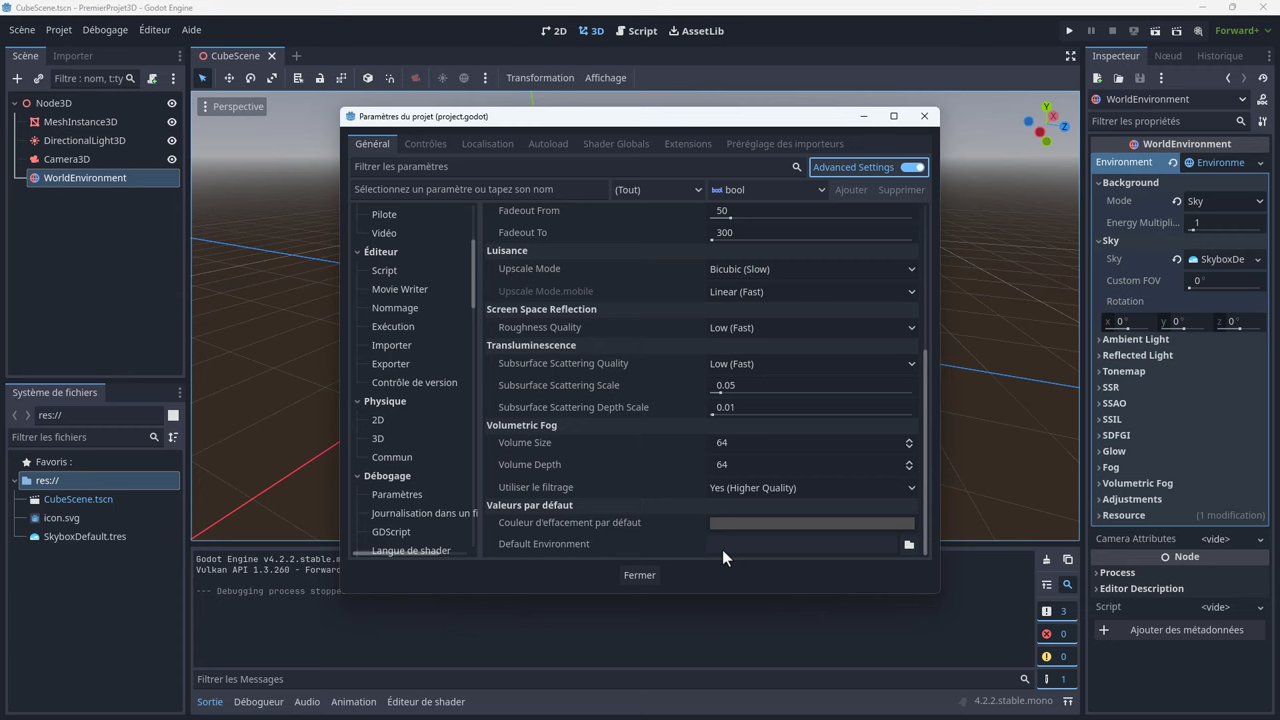 CubeScene.tscn - PremierProjet3D - Godot Engine
Scène Projet Débogage Éditeur Aide
2D 3D Script AssetLib
Forward+
Scène Importer
Filtre : nom, t:ty
Node3D
MeshInstance3D
DirectionalLight3D
Camera3D
WorldEnvironment
Système de fichiers
res://
Filtrer les fichiers
Favoris :
res://
CubeScene.tscn
icon.svg
SkyboxDefault.tres
CubeScene
Transformation Affichage
Perspective
Y
X
Z
Paramètres du projet (project.godot)
Général Contrôles Localisation Autoload Shader Globals Extensions Préréglage des importeurs
Filtrer les paramètres
Advanced Settings
Sélectionnez un paramètre ou tapez son nom (Tout) bool Ajouter Supprimer
Pilote
Vidéo
Éditeur
Script
Movie Writer
Nommage
Exécution
Importer
Exporter
Contrôle de version
Physique
2D
3D
Commun
Débogage
Paramètres
Journalisation dans un fi
GDScript
Langue de shader
Fadeout From 50
Fadeout To 300
Luisance
Upscale Mode Bicubic (Slow)
Upscale Mode.mobile Linear (Fast)
Screen Space Reflection
Roughness Quality Low (Fast)
Transluminescence
Subsurface Scattering Quality Low (Fast)
Subsurface Scattering Scale 0.05
Subsurface Scattering Depth Scale 0.01
Volumetric Fog
Volume Size 64
Volume Depth 64
Utiliser le filtrage Yes (Higher Quality)
Valeurs par défaut
Couleur d'effacement par défaut
Default Environment
Fermer
Godot Engine v4.2.2.stable.m
Vulkan API 1.3.260 - Forward
--- Debugging process stoppe
3
0
0
1
Filtrer les Messages
Sortie Débogueur Audio Animation Éditeur de shader
4.2.2.stable.mono
Inspecteur Nœud Historique
WorldEnvironment
Filtrer les propriétés
WorldEnvironment
Environment Environme
Background
Mode Sky
Energy Multipli... 1
Sky
Sky SkyboxDe
Custom FOV 0 °
Rotation
x 0° y 0° z 0°
Ambient Light
Reflected Light
Tonemap
SSR
SSAO
SSIL
SDFGI
Glow
Fog
Volumetric Fog
Adjustments
Resource (1 modification)
Camera Attributes <vide>
Node
Process
Editor Description
Script <vide>
Ajouter des métadonnées